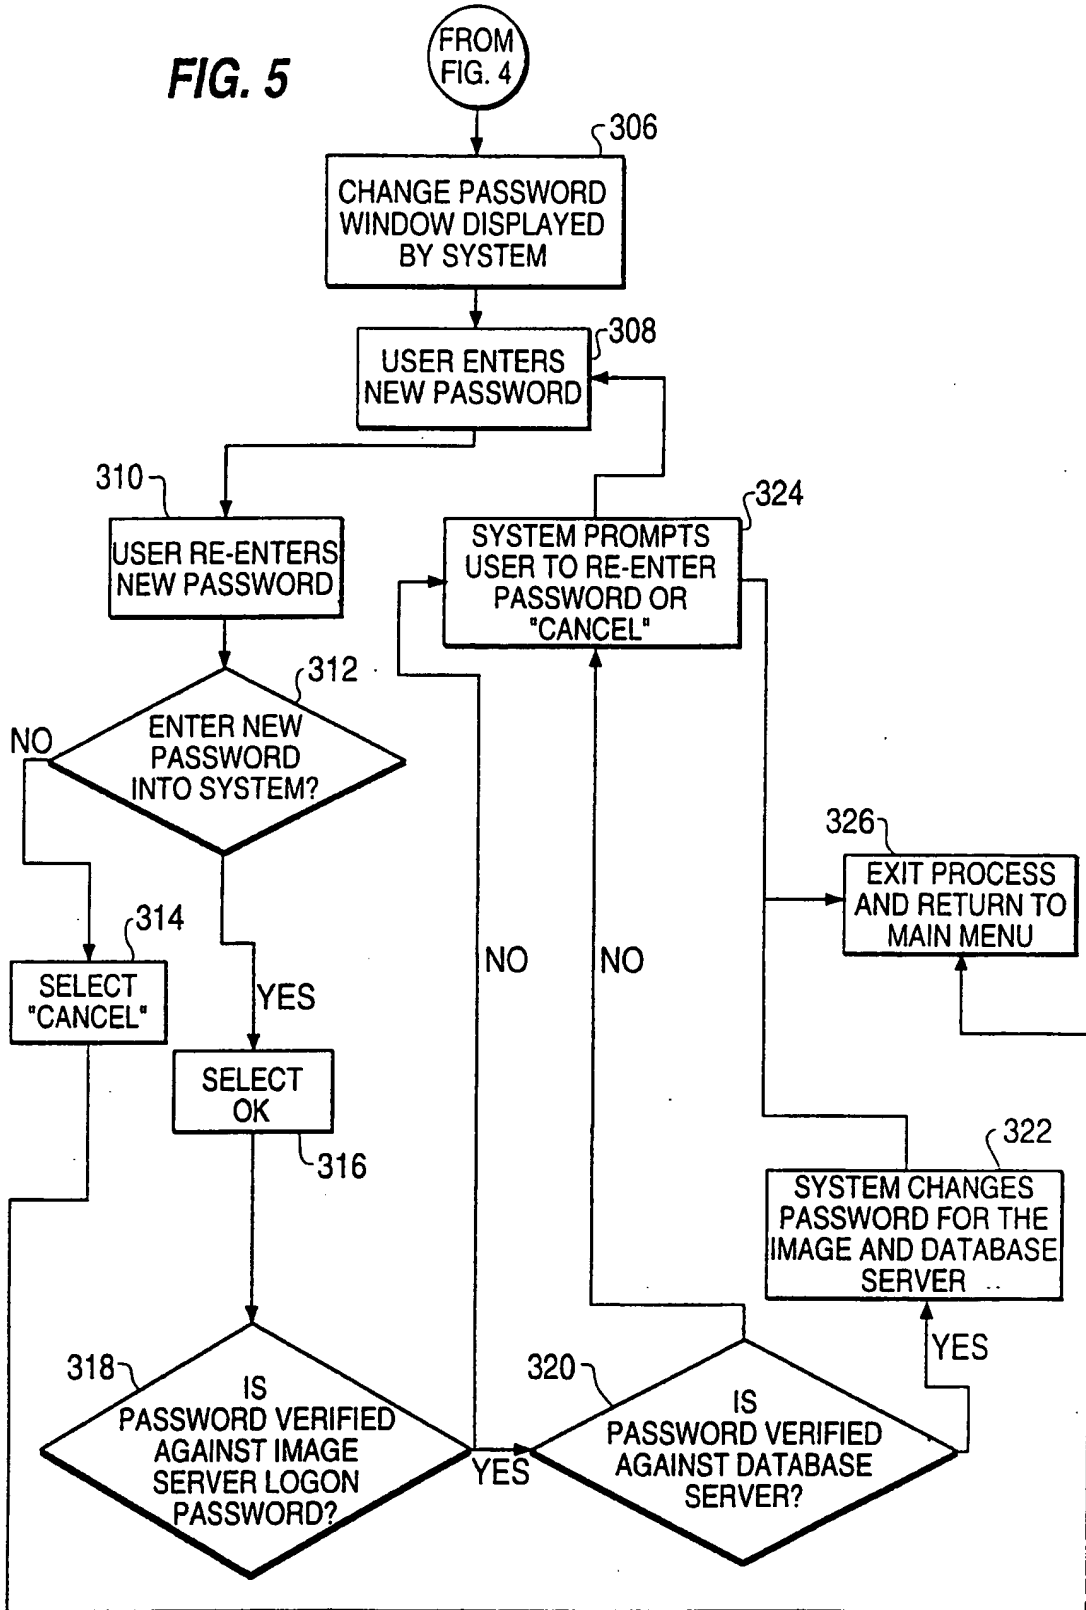 FIG. 5
FROM
FIG. 4
306
CHANGE PASSWORD
WINDOW DISPLAYED
BY SYSTEM
308
USER ENTERS
NEW PASSWORD
310
USER RE-ENTERS
NEW PASSWORD
324
SYSTEM PROMPTS
USER TO RE-ENTER
PASSWORD OR
"CANCEL"
312
ENTER NEW
PASSWORD
INTO SYSTEM?
NO
326
EXIT PROCESS
AND RETURN TO
MAIN MENU
314
SELECT
"CANCEL"
YES
NO
NO
SELECT
OK
316
322
SYSTEM CHANGES
PASSWORD FOR THE
IMAGE AND DATABASE
SERVER
YES
318
IS
PASSWORD VERIFIED
AGAINST IMAGE
SERVER LOGON
PASSWORD?
YES
320
IS
PASSWORD VERIFIED
AGAINST DATABASE
SERVER?